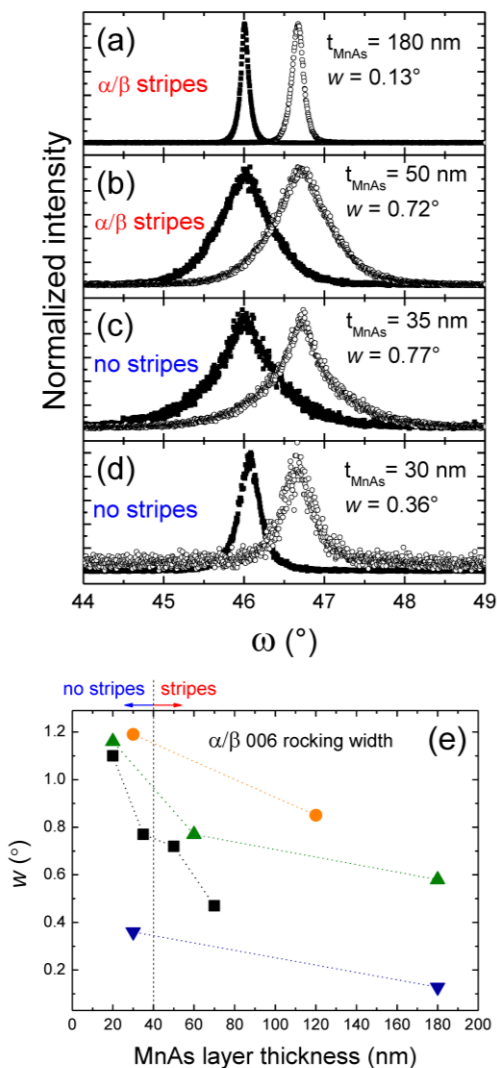 (a)
α/β stripes
t_MnAs = 180 nm
w = 0.13°
(b)
α/β stripes
t_MnAs = 50 nm
w = 0.72°
(c)
no stripes
t_MnAs = 35 nm
w = 0.77°
(d)
no stripes
t_MnAs = 30 nm
w = 0.36°
Normalized intensity
44 45 46 47 48 49
ω (°)
no stripes stripes
α/β 006 rocking width
(e)
1.2
1.0
0.8
0.6
0.4
0.2
w (°)
0 20 40 60 80 100 120 140 160 180 200
MnAs layer thickness (nm)